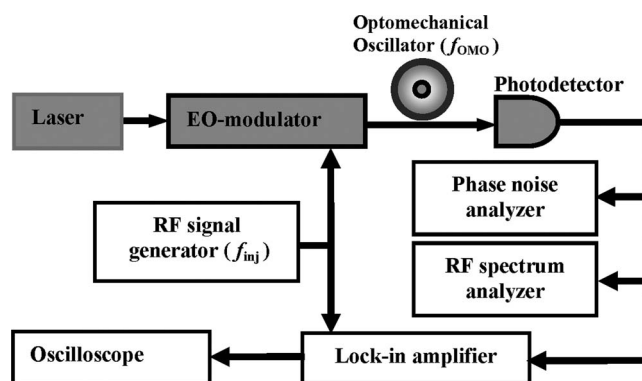 Optomechanical
Oscillator (fOMO)
Photodetector
Laser
EO-modulator
Phase noise
analyzer
RF signal
generator (finj)
RF spectrum
analyzer
Oscilloscope
Lock-in amplifier